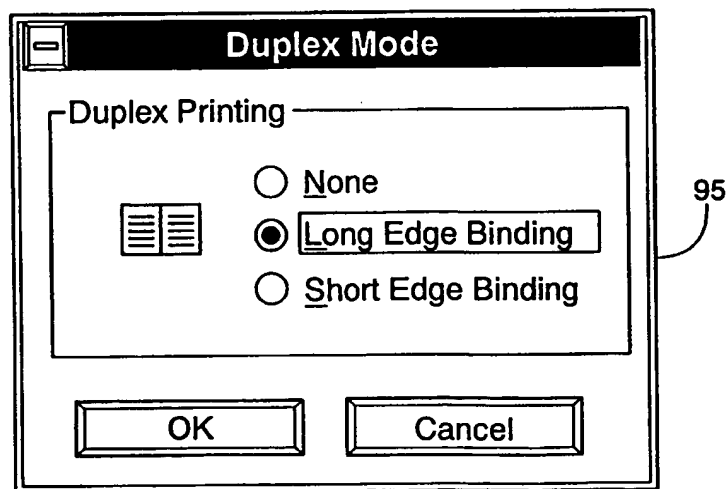 Duplex Mode
Duplex Printing
None
Long Edge Binding
Short Edge Binding
95
OK
Cancel